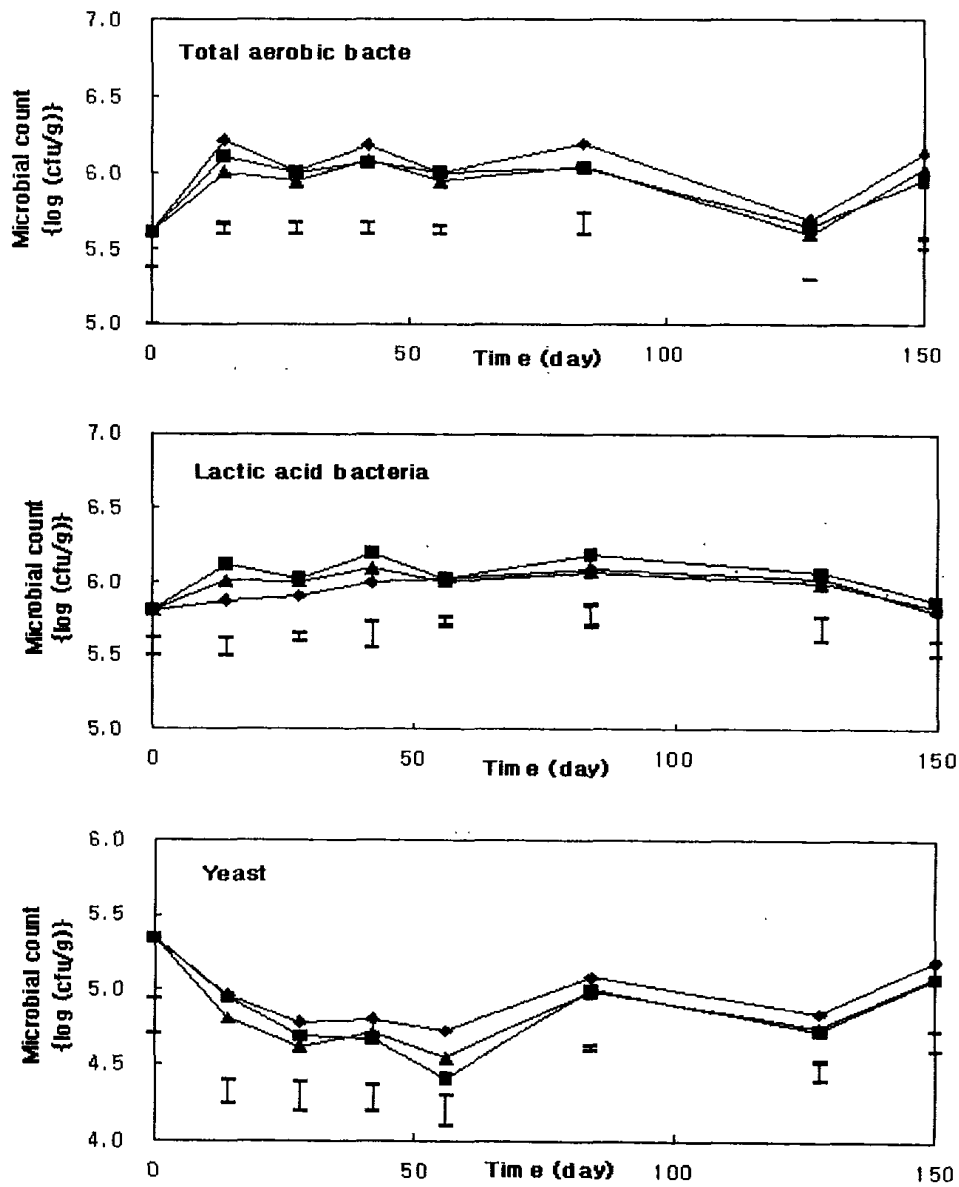 7.0
Total aerobic bacte
6.5
6.0
5.5
5.0
Microbial count
{log (cfu/g)}
0
50
100
150
Time (day)
7.0
Lactic acid bacteria
6.5
6.0
5.5
5.0
Microbial count
{log (cfu/g)}
0
50
100
150
Time (day)
6.0
Yeast
5.5
5.0
4.5
4.0
Microbial count
{log (cfu/g)}
0
50
100
150
Time (day)